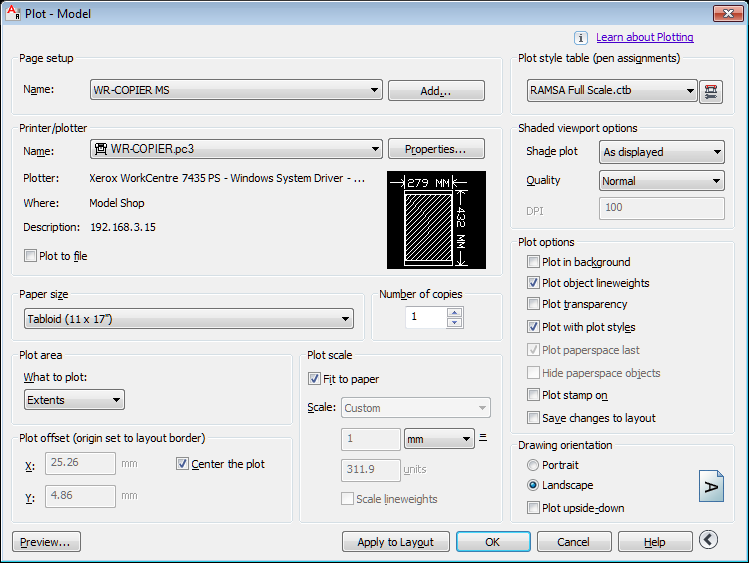 Plot - Model
Learn about Plotting
Page setup
Name: WR-COPIER MS Add...
Plot style table (pen assignments)
RAMSA Full Scale.ctb
Printer/plotter
Name: WR-COPIER.pc3 Properties...
Plotter: Xerox WorkCentre 7435 PS - Windows System Driver - ...
Where: Model Shop
Description: 192.168.3.15
Plot to file
279 MM
432 MM
Shaded viewport options
Shade plot As displayed
Quality Normal
DPI 100
Paper size
Tabloid (11 x 17")
Number of copies
1
Plot options
Plot in background
Plot object lineweights
Plot transparency
Plot with plot styles
Plot paperspace last
Hide paperspace objects
Plot stamp on
Save changes to layout
Plot area
What to plot:
Extents
Plot scale
Fit to paper
Scale: Custom
1 mm =
311.9 units
Scale lineweights
Plot offset (origin set to layout border)
X: 25.26 mm Center the plot
Y: 4.86 mm
Drawing orientation
Portrait
Landscape
Plot upside-down
A
Preview... Apply to Layout OK Cancel Help